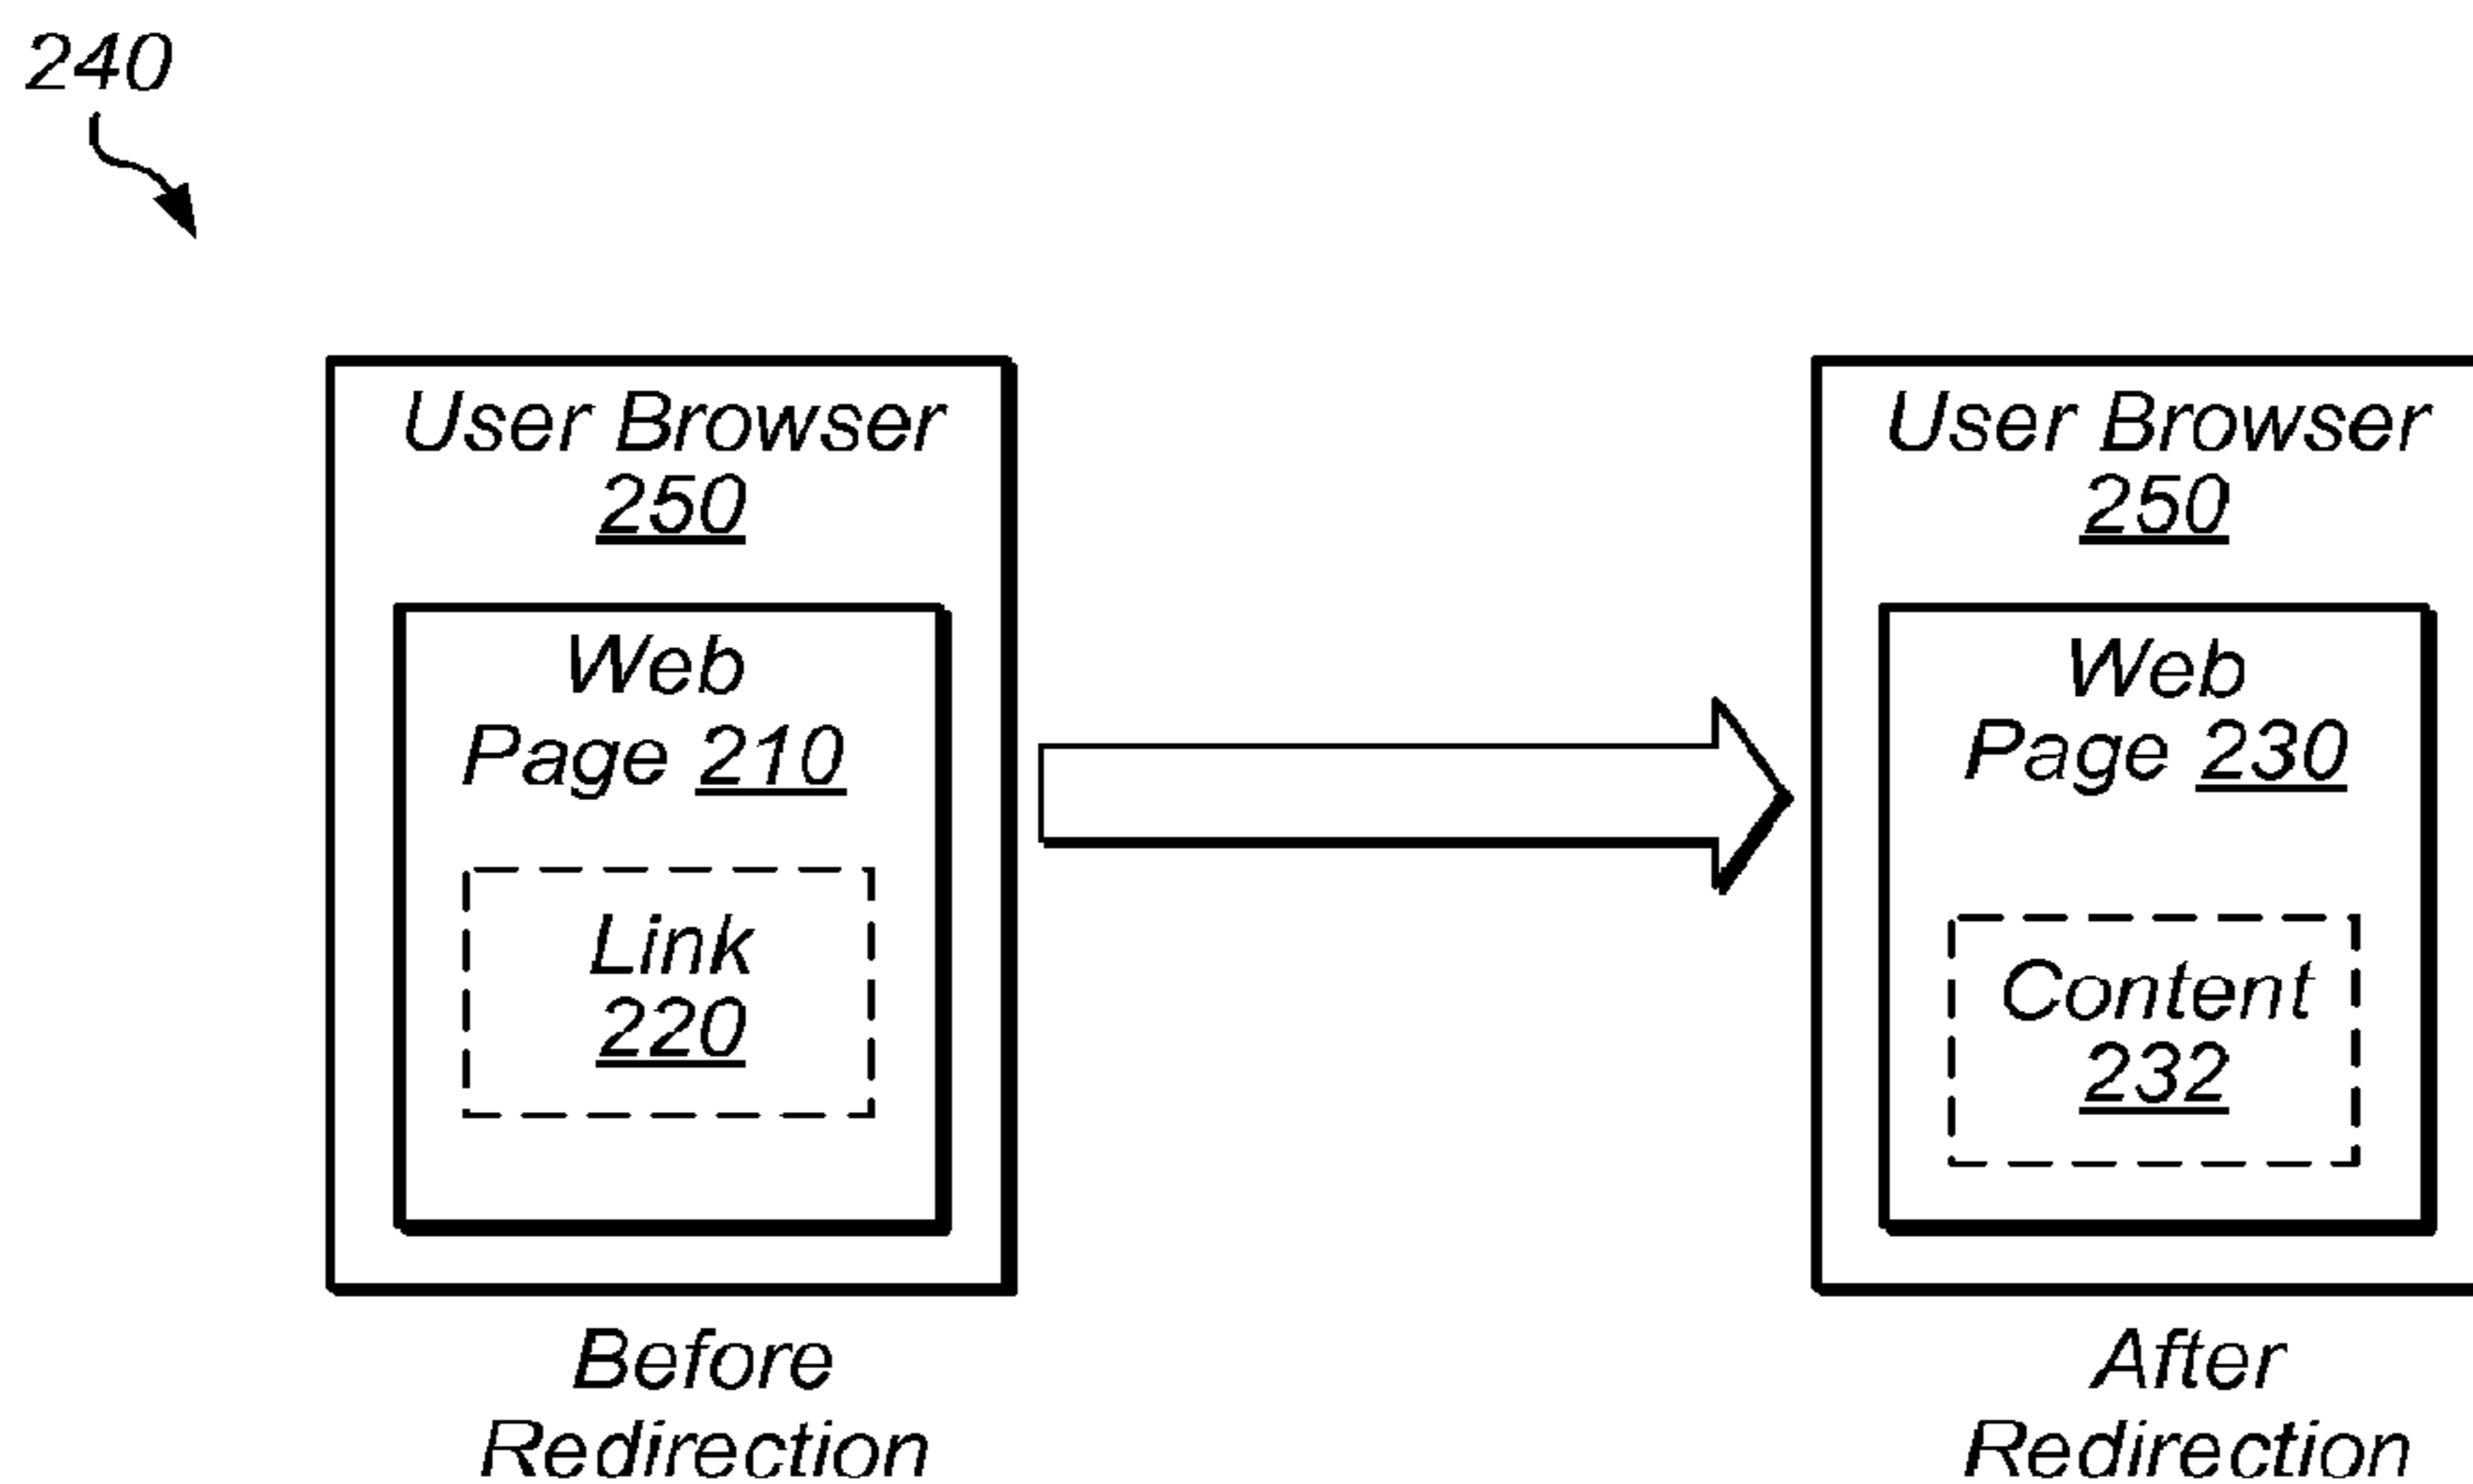 240
User Browser
250
Web
Page 210
Link
220
Before
Redirection
User Browser
250
Web
Page 230
Content
232
After
Redirection